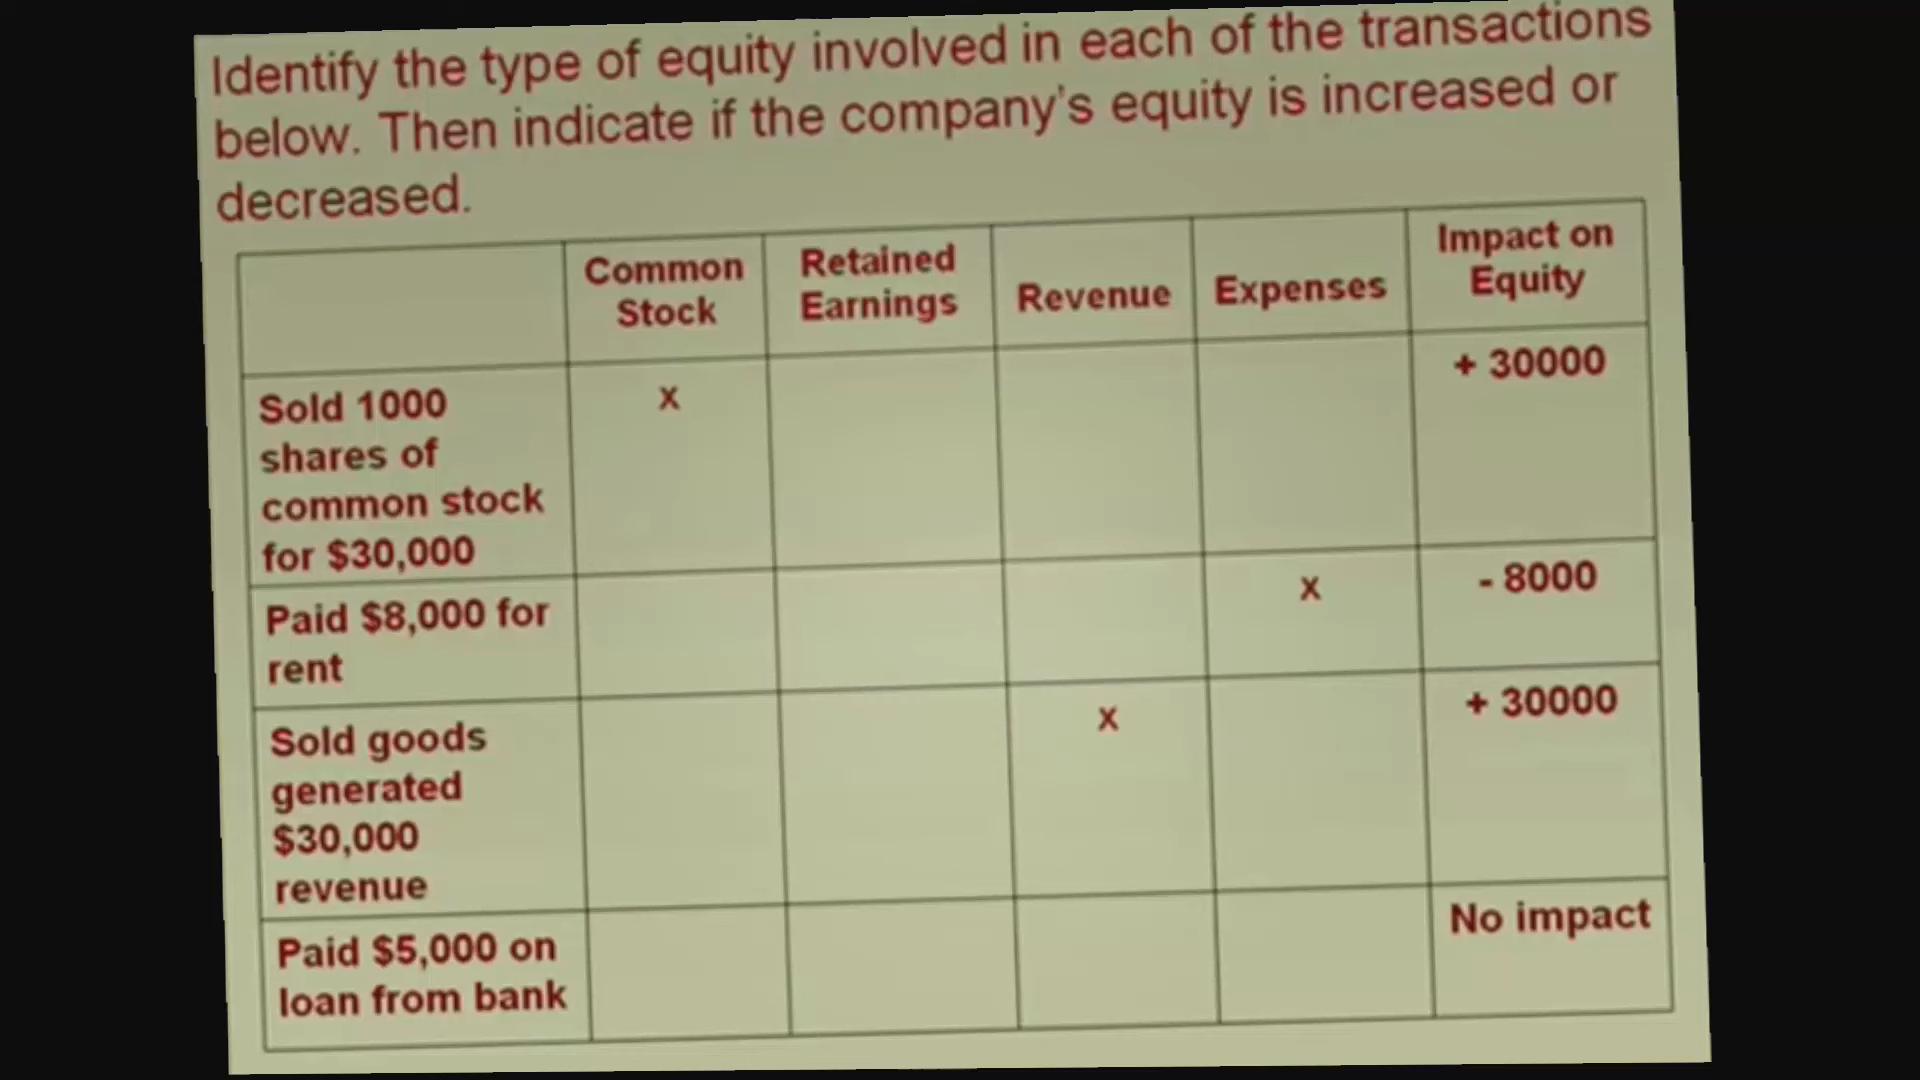 Identify the type of equity involved in each of the transactions
below. Then indicate if the company's equity is increased or
decreased.
Common
Stock
Retained
Earnings
Revenue
Expenses
Impact on
Equity
Sold 1000
shares of
common stock
for $30,000
x
+ 30000
Paid $8,000 for
rent
x
- 8000
Sold goods
generated
$30,000
revenue
x
+ 30000
Paid $5,000 on
loan from bank
No impact